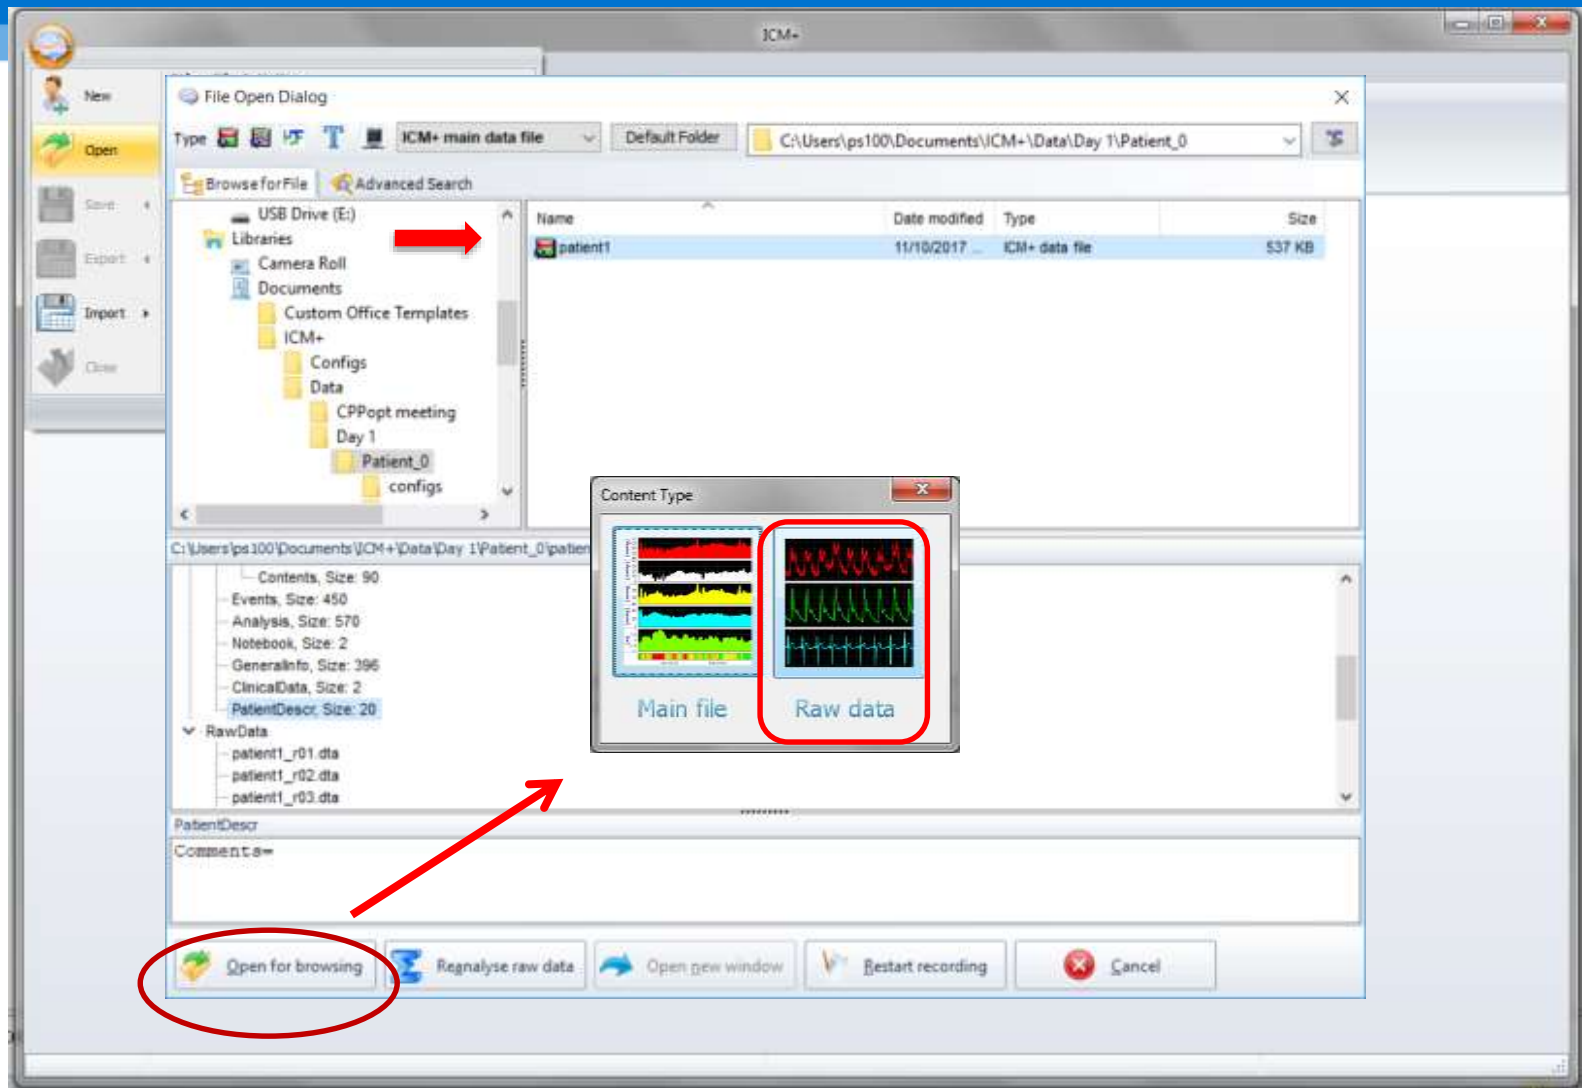 ICM+
New
Open
Save
Export
Import
Close
File Open Dialog
Type
ICM+ main data file
Default Folder
C:\Users\ps100\Documents\ICM+\Data\Day 1\Patient_0
Browse for File
Advanced Search
USB Drive (E:)
Libraries
Camera Roll
Documents
Custom Office Templates
ICM+
Configs
Data
CPPopt meeting
Day 1
Patient_0
configs
Name Date modified Type Size
patient1 11/10/2017 ... ICM+ data file 537 KB
C:\Users\ps100\Documents\ICM+\Data\Day 1\Patient_0\patien
Contents, Size: 90
Events, Size: 450
Analysis, Size: 570
Notebook, Size: 2
GeneralInfo, Size: 396
ClinicalData, Size: 2
PatientDescr, Size: 20
RawData
patient1_r01.dta
patient1_r02.dta
patient1_r03.dta
Content Type
Main file
Raw data
PatientDescr
Comments=
Open for browsing
Reanalyse raw data
Open new window
Restart recording
Cancel